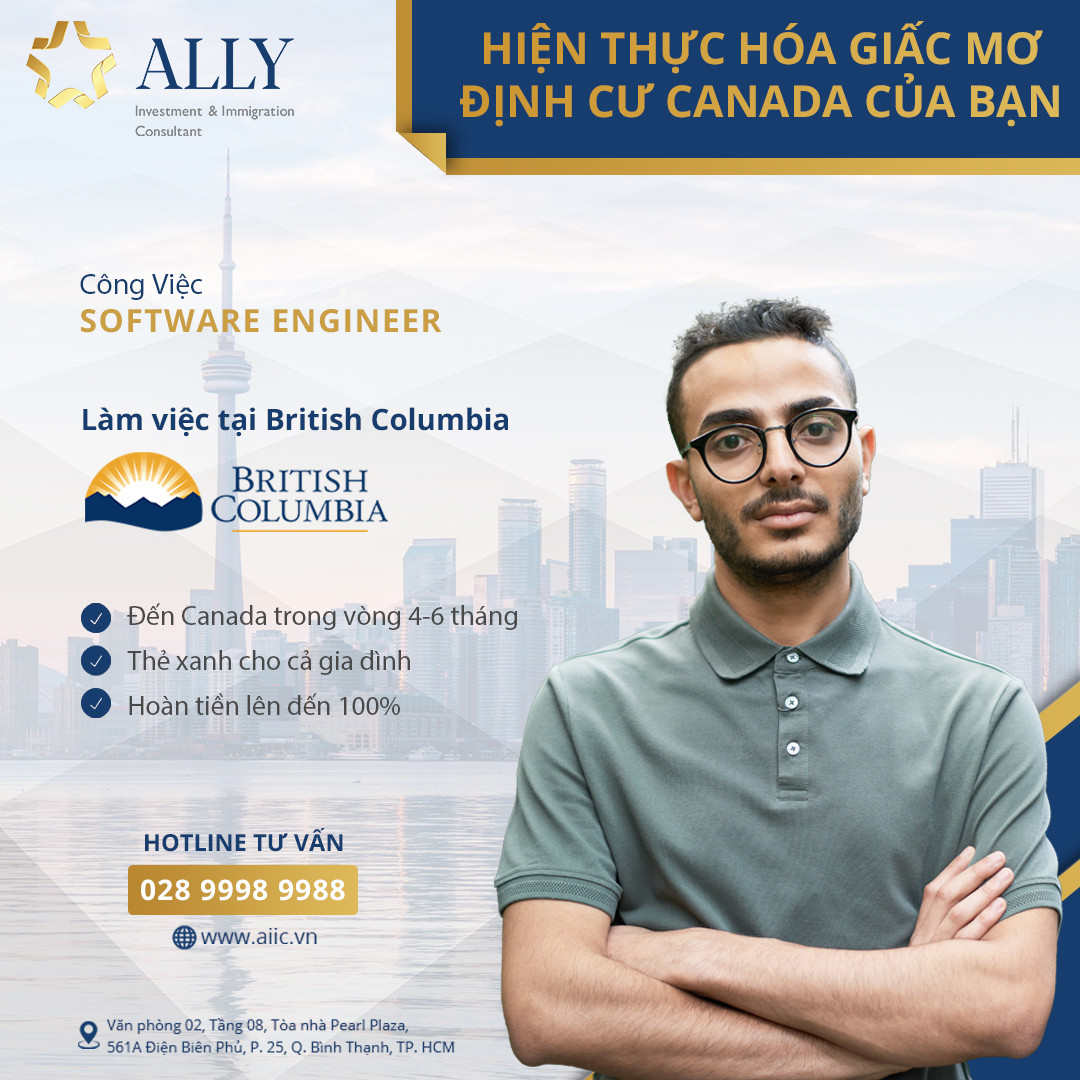 ALLY
Investment & Immigration
Consultant
HIỆN THỰC HÓA GIẤC MƠ
ĐỊNH CƯ CANADA CỦA BẠN
Công Việc
SOFTWARE ENGINEER
Làm việc tại British Columbia
BRITISH
COLUMBIA
Đến Canada trong vòng 4-6 tháng
Thẻ xanh cho cả gia đình
Hoàn tiền lên đến 100%
HOTLINE TƯ VẤN
028 9998 9988
www.aiic.vn
Văn phòng 02, Tầng 08, Tòa nhà Pearl Plaza,
561A Điện Biên Phủ, P. 25, Q. Bình Thạnh, TP. HCM